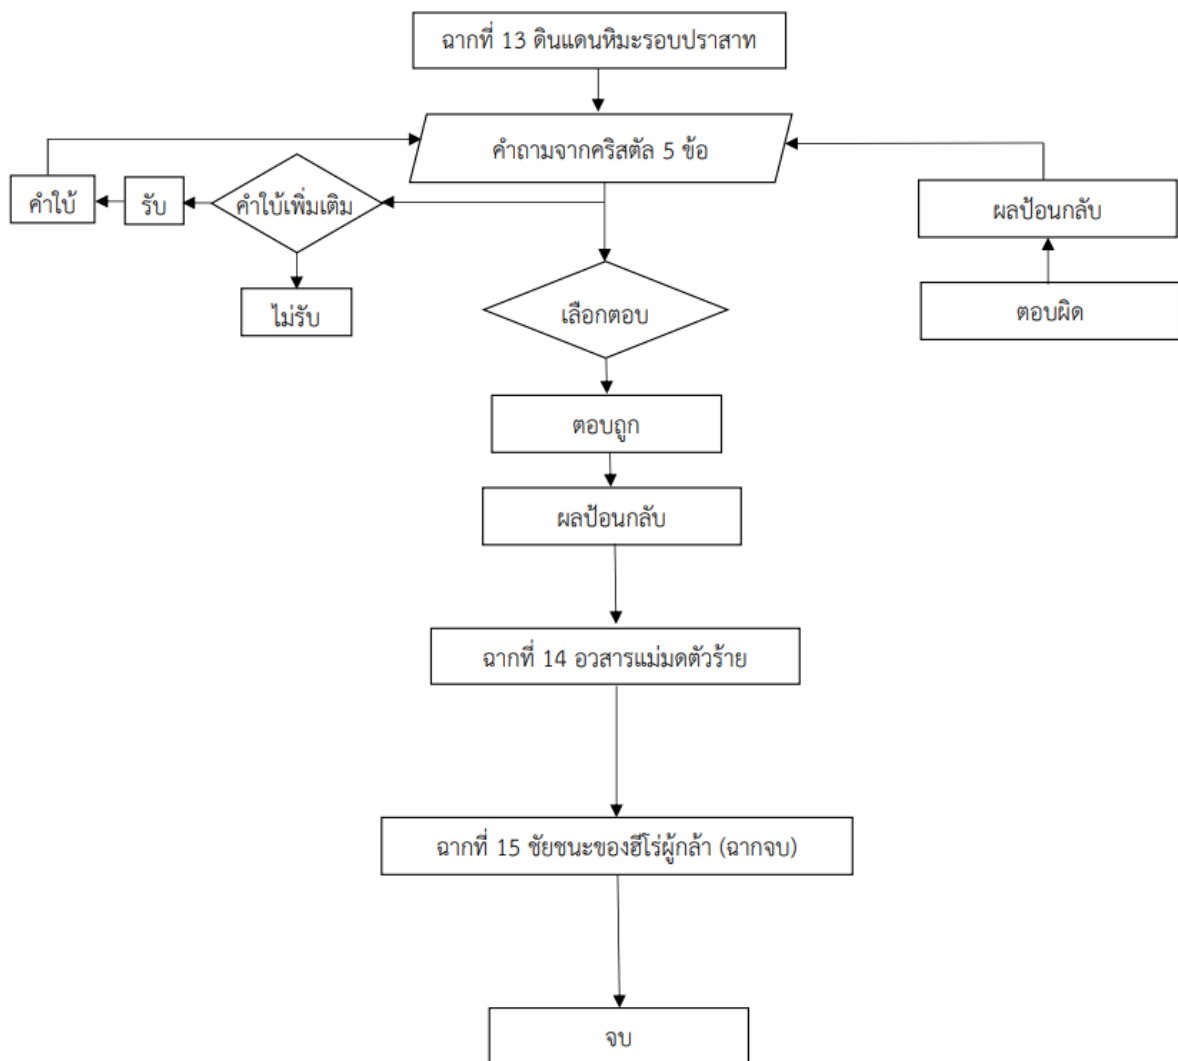 ฉากที่ 13 ดินแดนหิมะรอบปราสาท
คำถามจากคริสตัล 5 ข้อ
คำใบ้
รับ
คำใบ้เพิ่มเติม
ผลป้อนกลับ
ไม่รับ
เลือกตอบ
ตอบผิด
ตอบถูก
ผลป้อนกลับ
ฉากที่ 14 อวสารแม่มดตัวร้าย
ฉากที่ 15 ชัยชนะของฮีโร่ผู้กล้า (ฉากจบ)
จบ